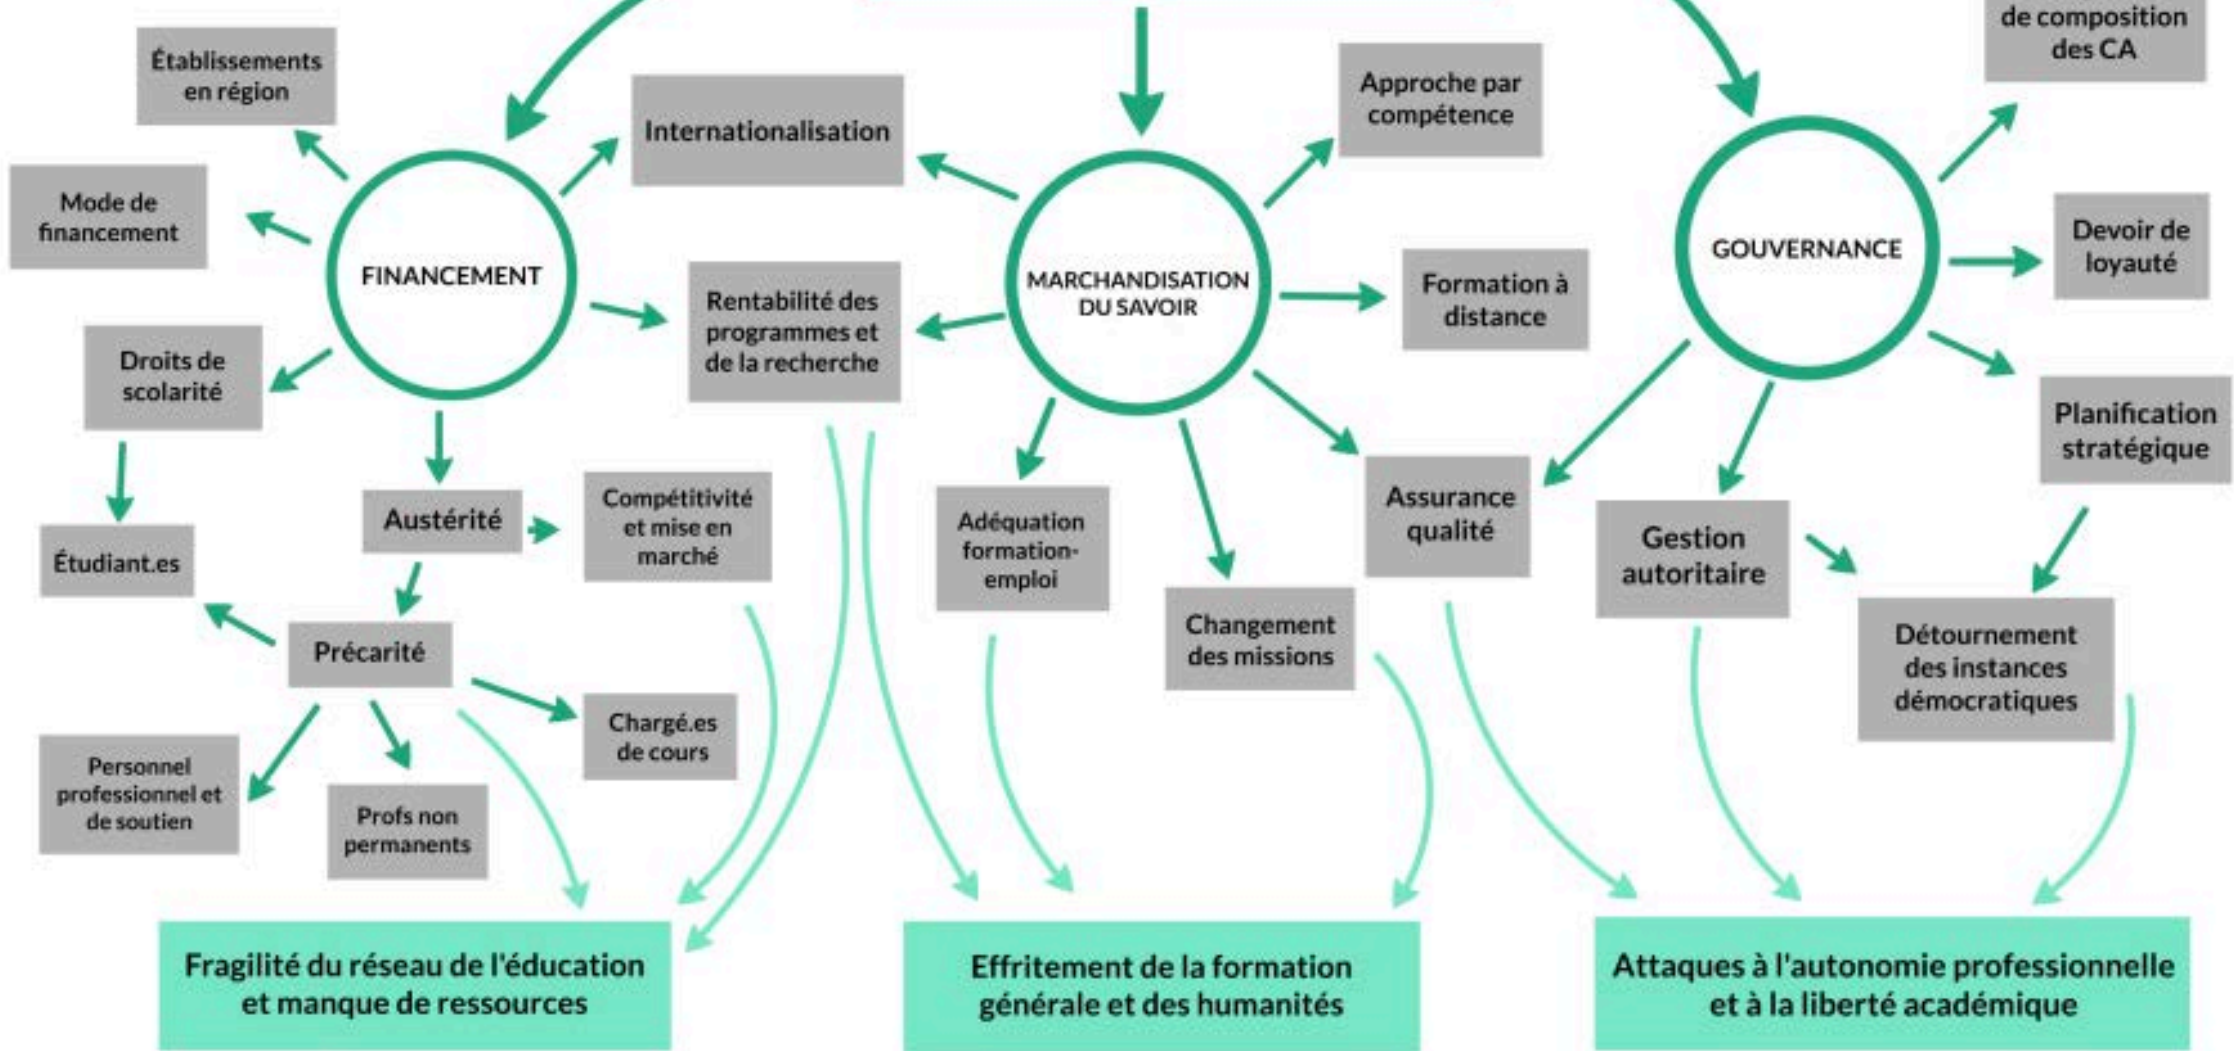 de composition
des CA
Établissements
en région
Internationalisation
Approche par
compétence
Mode de
financement
FINANCEMENT
MARCHANDISATION
DU SAVOIR
GOUVERNANCE
Devoir de
loyauté
Rentabilité des
programmes et
de la recherche
Formation à
distance
Droits de
scolarité
Planification
stratégique
Austérité
Compétitivité
et mise en
marché
Adéquation
formation-
emploi
Assurance
qualité
Gestion
autoritaire
Étudiant.es
Précarité
Changement
des missions
Détournement
des instances
démocratiques
Chargé.es
de cours
Personnel
professionnel et
de soutien
Profs non
permanents
Fragilité du réseau de l'éducation
et manque de ressources
Effritement de la formation
générale et des humanités
Attaques à l'autonomie professionnelle
et à la liberté académique